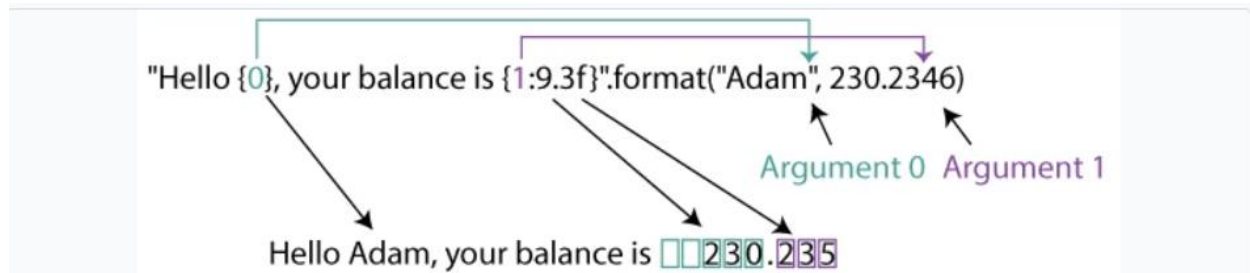 "Hello {0}, your balance is {1:9.3f}".format("Adam", 230.2346)
Argument 0 Argument 1
Hello Adam, your balance is 230.235